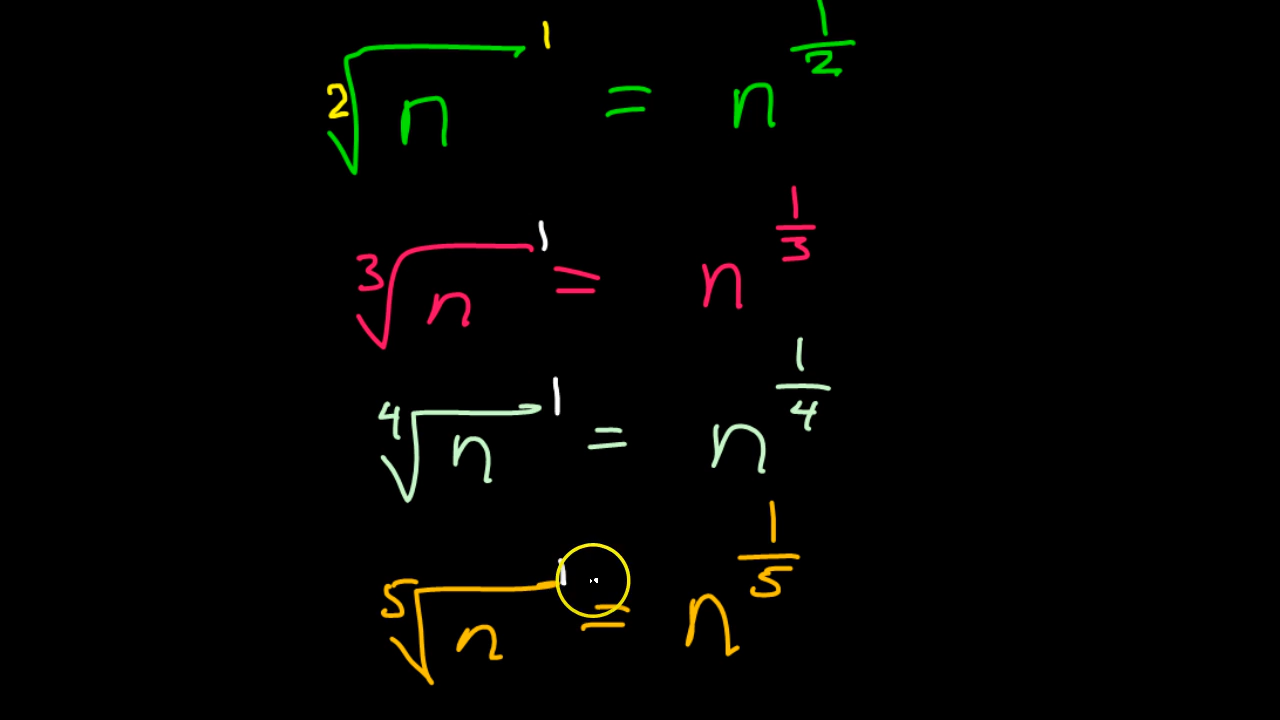 ²√n¹ = n^(1/2)
³√n¹ = n^(1/3)
⁴√n¹ = n^(1/4)
⁵√n¹ = n^(1/5)